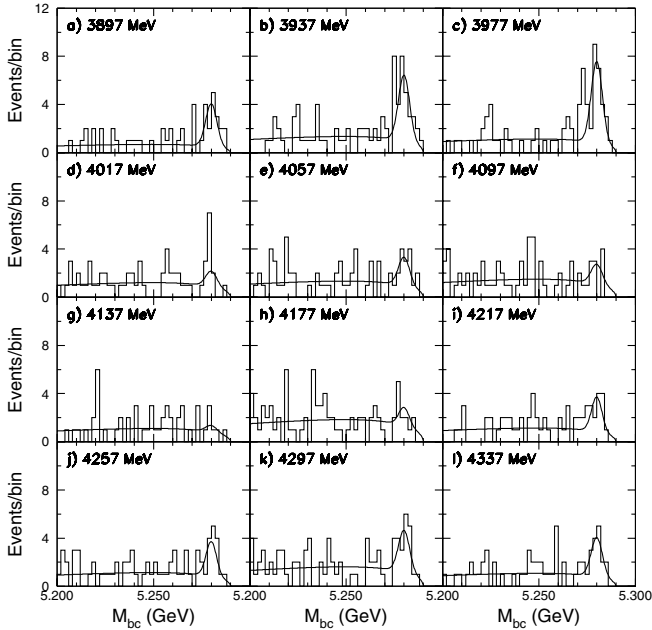 12
8
4
0
Events/bin
a) 3897 MeV
b) 3937 MeV
c) 3977 MeV
8
4
0
Events/bin
d) 4017 MeV
e) 4057 MeV
f) 4097 MeV
8
4
0
Events/bin
g) 4137 MeV
h) 4177 MeV
i) 4217 MeV
8
4
0
Events/bin
j) 4257 MeV
k) 4297 MeV
l) 4337 MeV
5.200 5.250 5.200 5.250 5.200 5.250 5.300
M_bc (GeV) M_bc (GeV) M_bc (GeV)